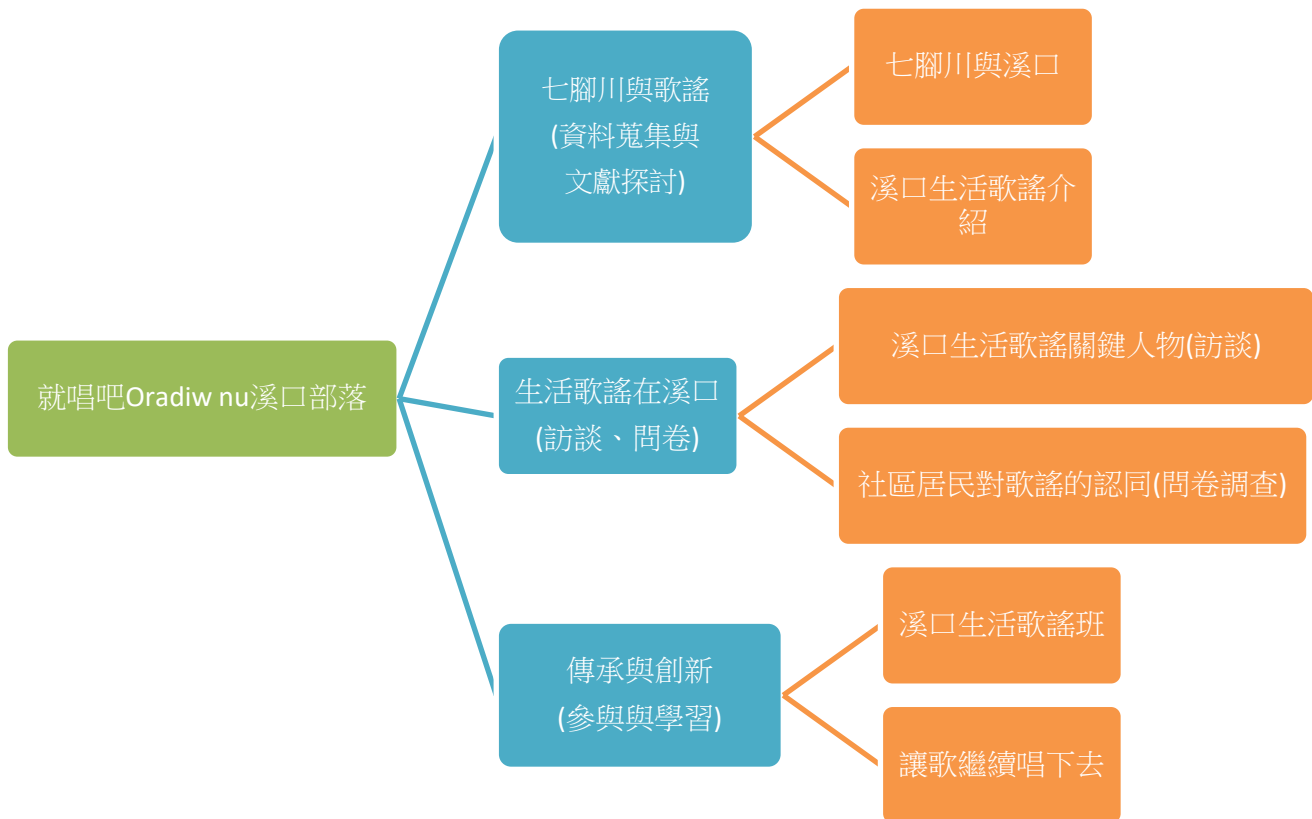 就唱吧Oradiw nu溪口部落
七腳川與歌謠
(資料蒐集與
文獻探討)
七腳川與溪口
溪口生活歌謠介
紹
生活歌謠在溪口
(訪談、問卷)
溪口生活歌謠關鍵人物(訪談)
社區居民對歌謠的認同(問卷調查)
傳承與創新
(參與與學習)
溪口生活歌謠班
讓歌繼續唱下去